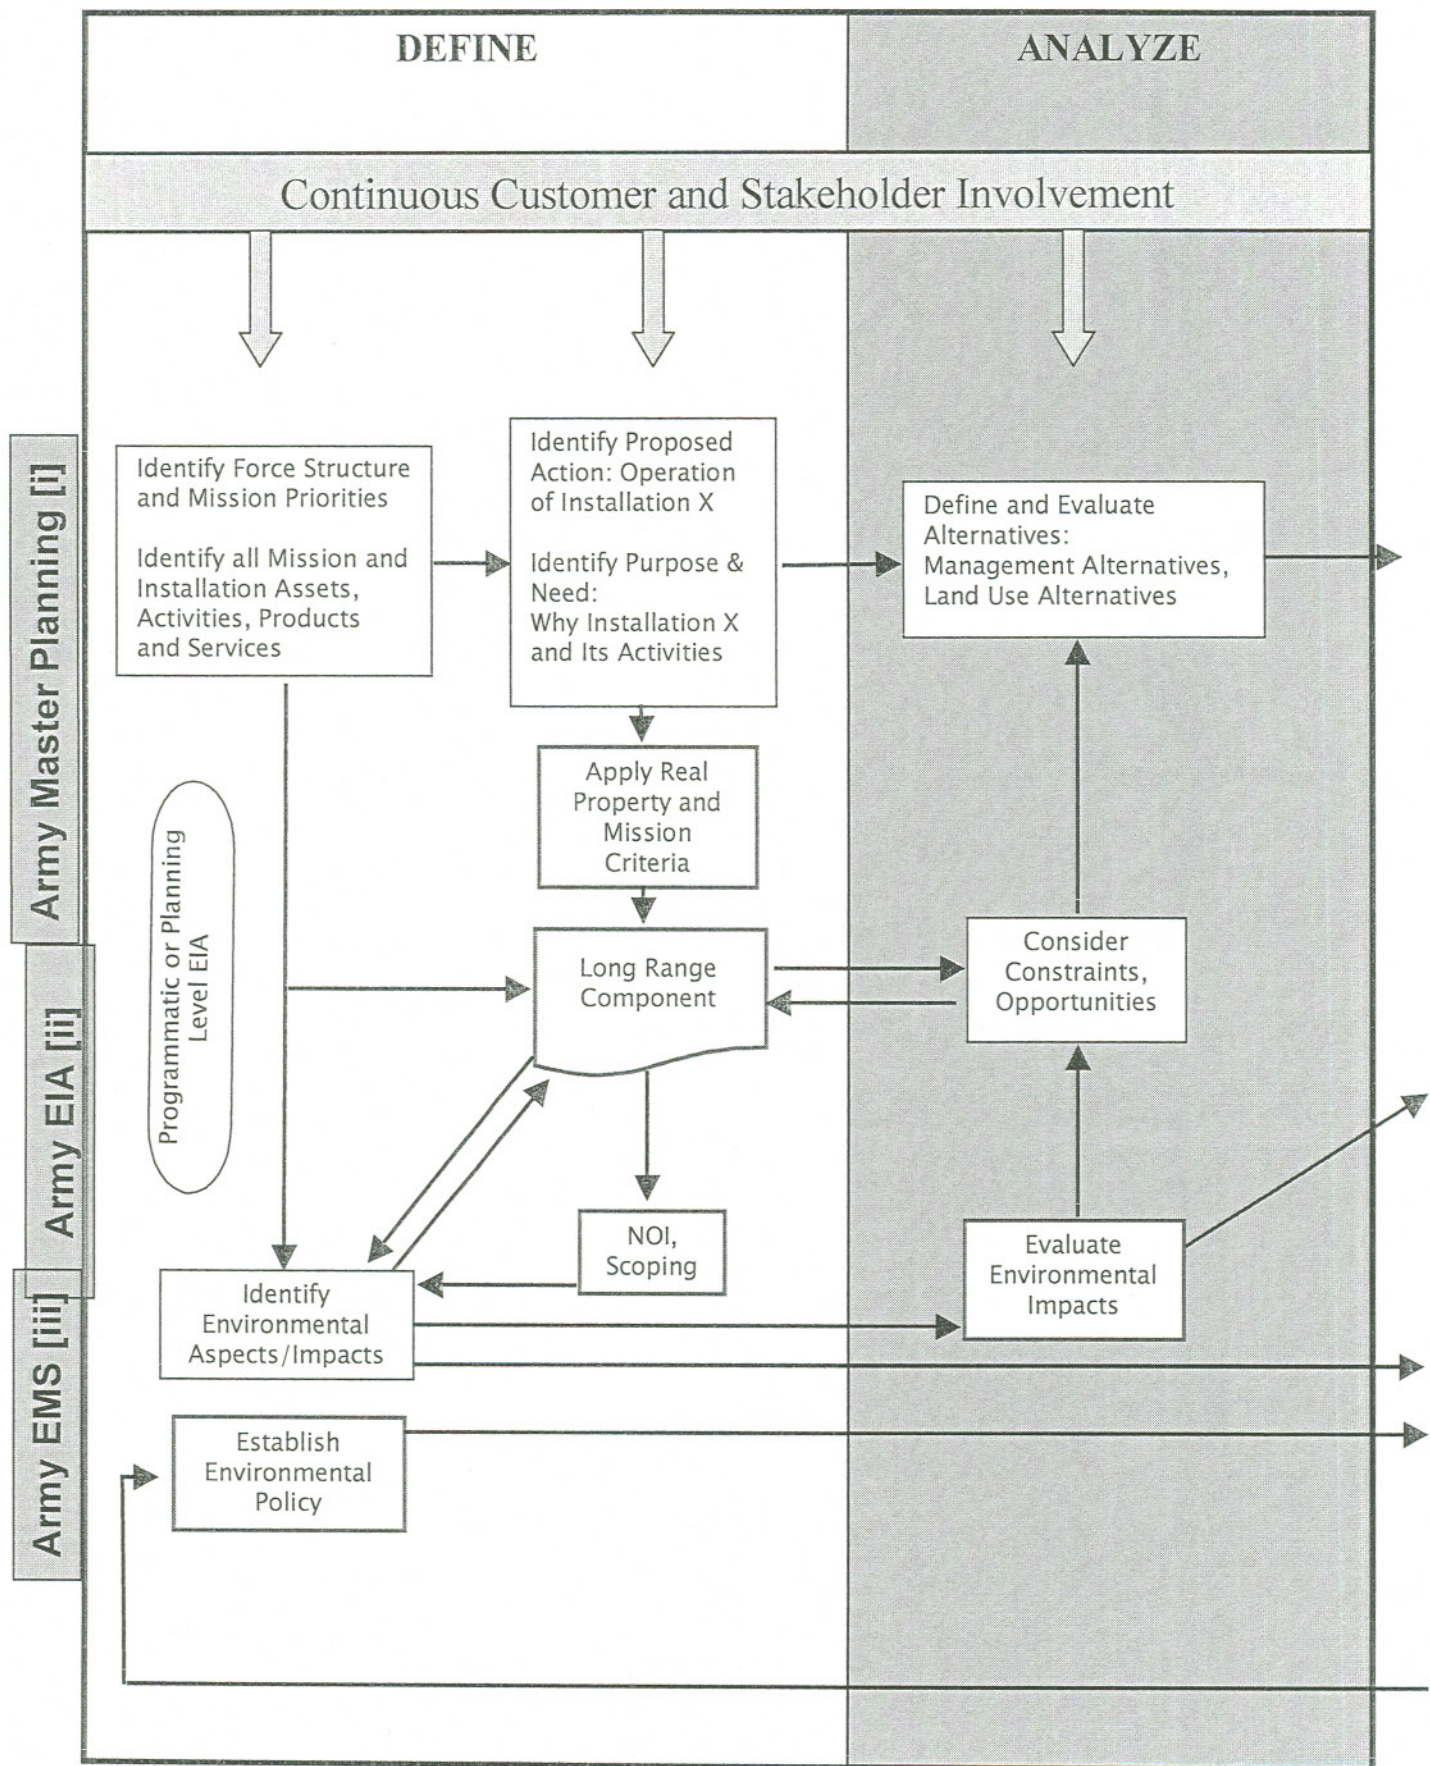 DEFINE
ANALYZE
Continuous Customer and Stakeholder Involvement
Army Master Planning [i]
Army EIA [ii]
Army EMS [iii]
Identify Force Structure
and Mission Priorities
Identify all Mission and
Installation Assets,
Activities, Products
and Services
Identify Proposed
Action: Operation
of Installation X
Identify Purpose &
Need:
Why Installation X
and Its Activities
Define and Evaluate
Alternatives:
Management Alternatives,
Land Use Alternatives
Apply Real
Property and
Mission
Criteria
Programmatic or Planning
Level EIA
Long Range
Component
Consider
Constraints,
Opportunities
NOI,
Scoping
Evaluate
Environmental
Impacts
Identify
Environmental
Aspects/Impacts
Establish
Environmental
Policy